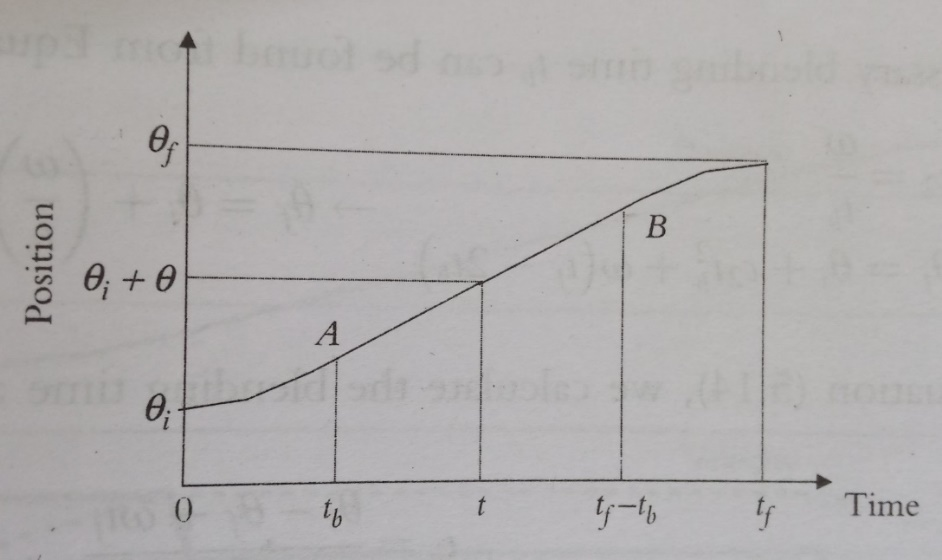 θf
Position
θi + θ
A
B
θi
0
tb
t
tf–tb
tf
Time